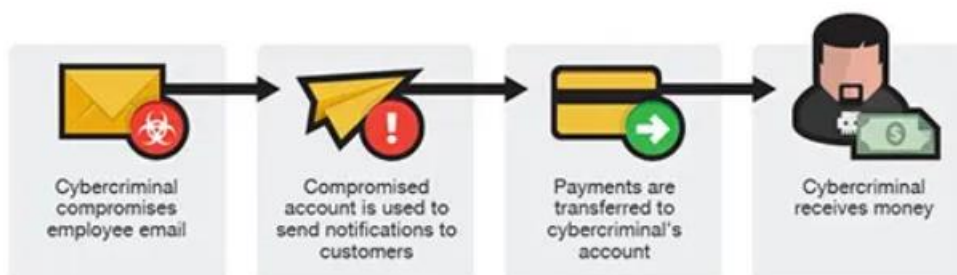 Cybercriminal
compromises
employee email
Compromised
account is used to
send notifications to
customers
Payments are
transferred to
cybercriminal's
account
Cybercriminal
receives money